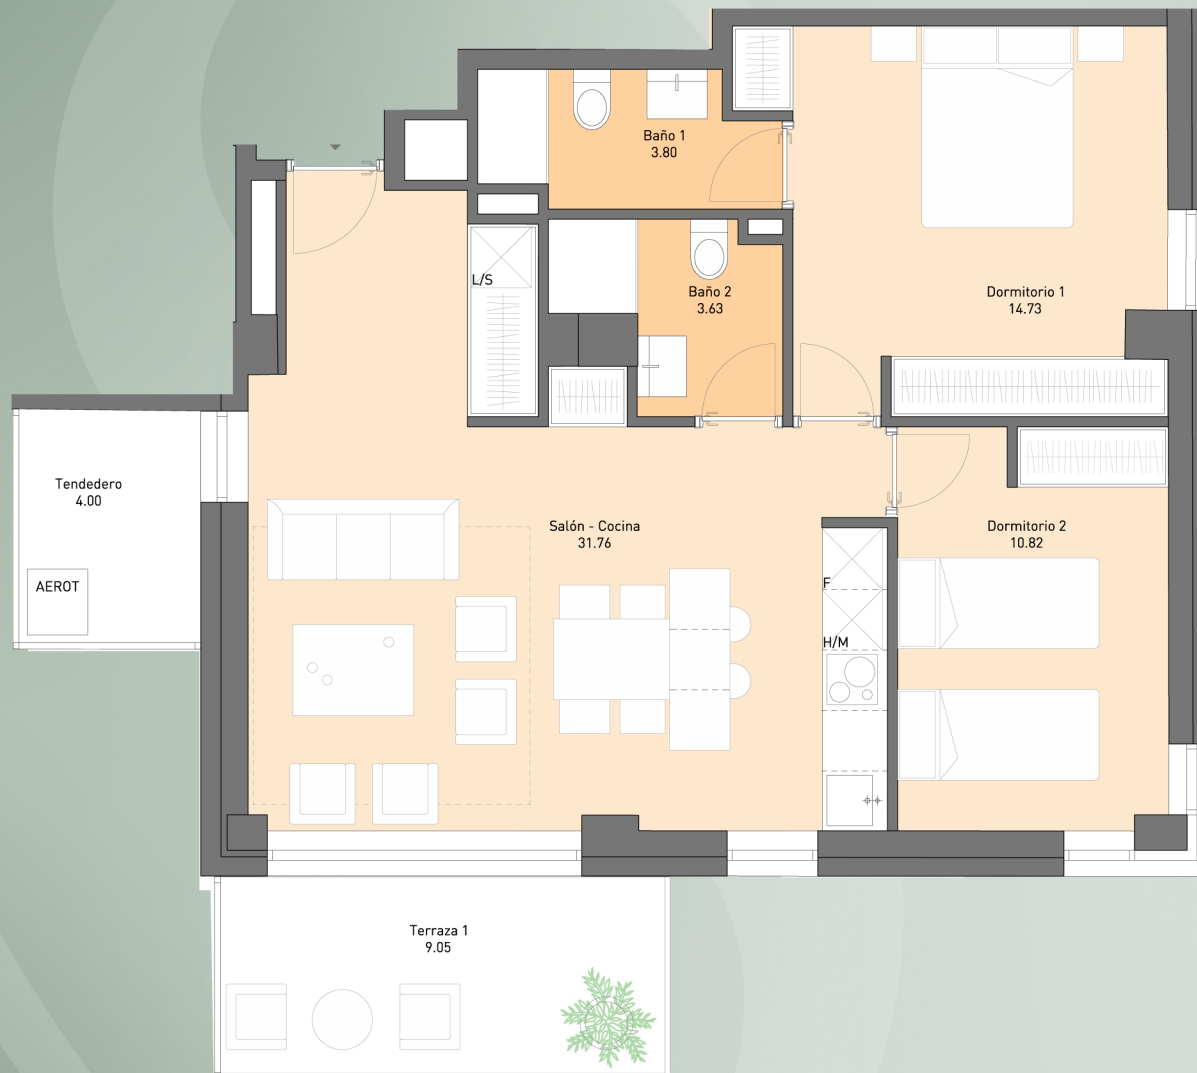 Baño 1
3.80
L/S
Baño 2
3.63
Dormitorio 1
14.73
Tendedero
4.00
AEROT
Salón - Cocina
31.76
Dormitorio 2
10.82
F
H/M
Terraza 1
9.05